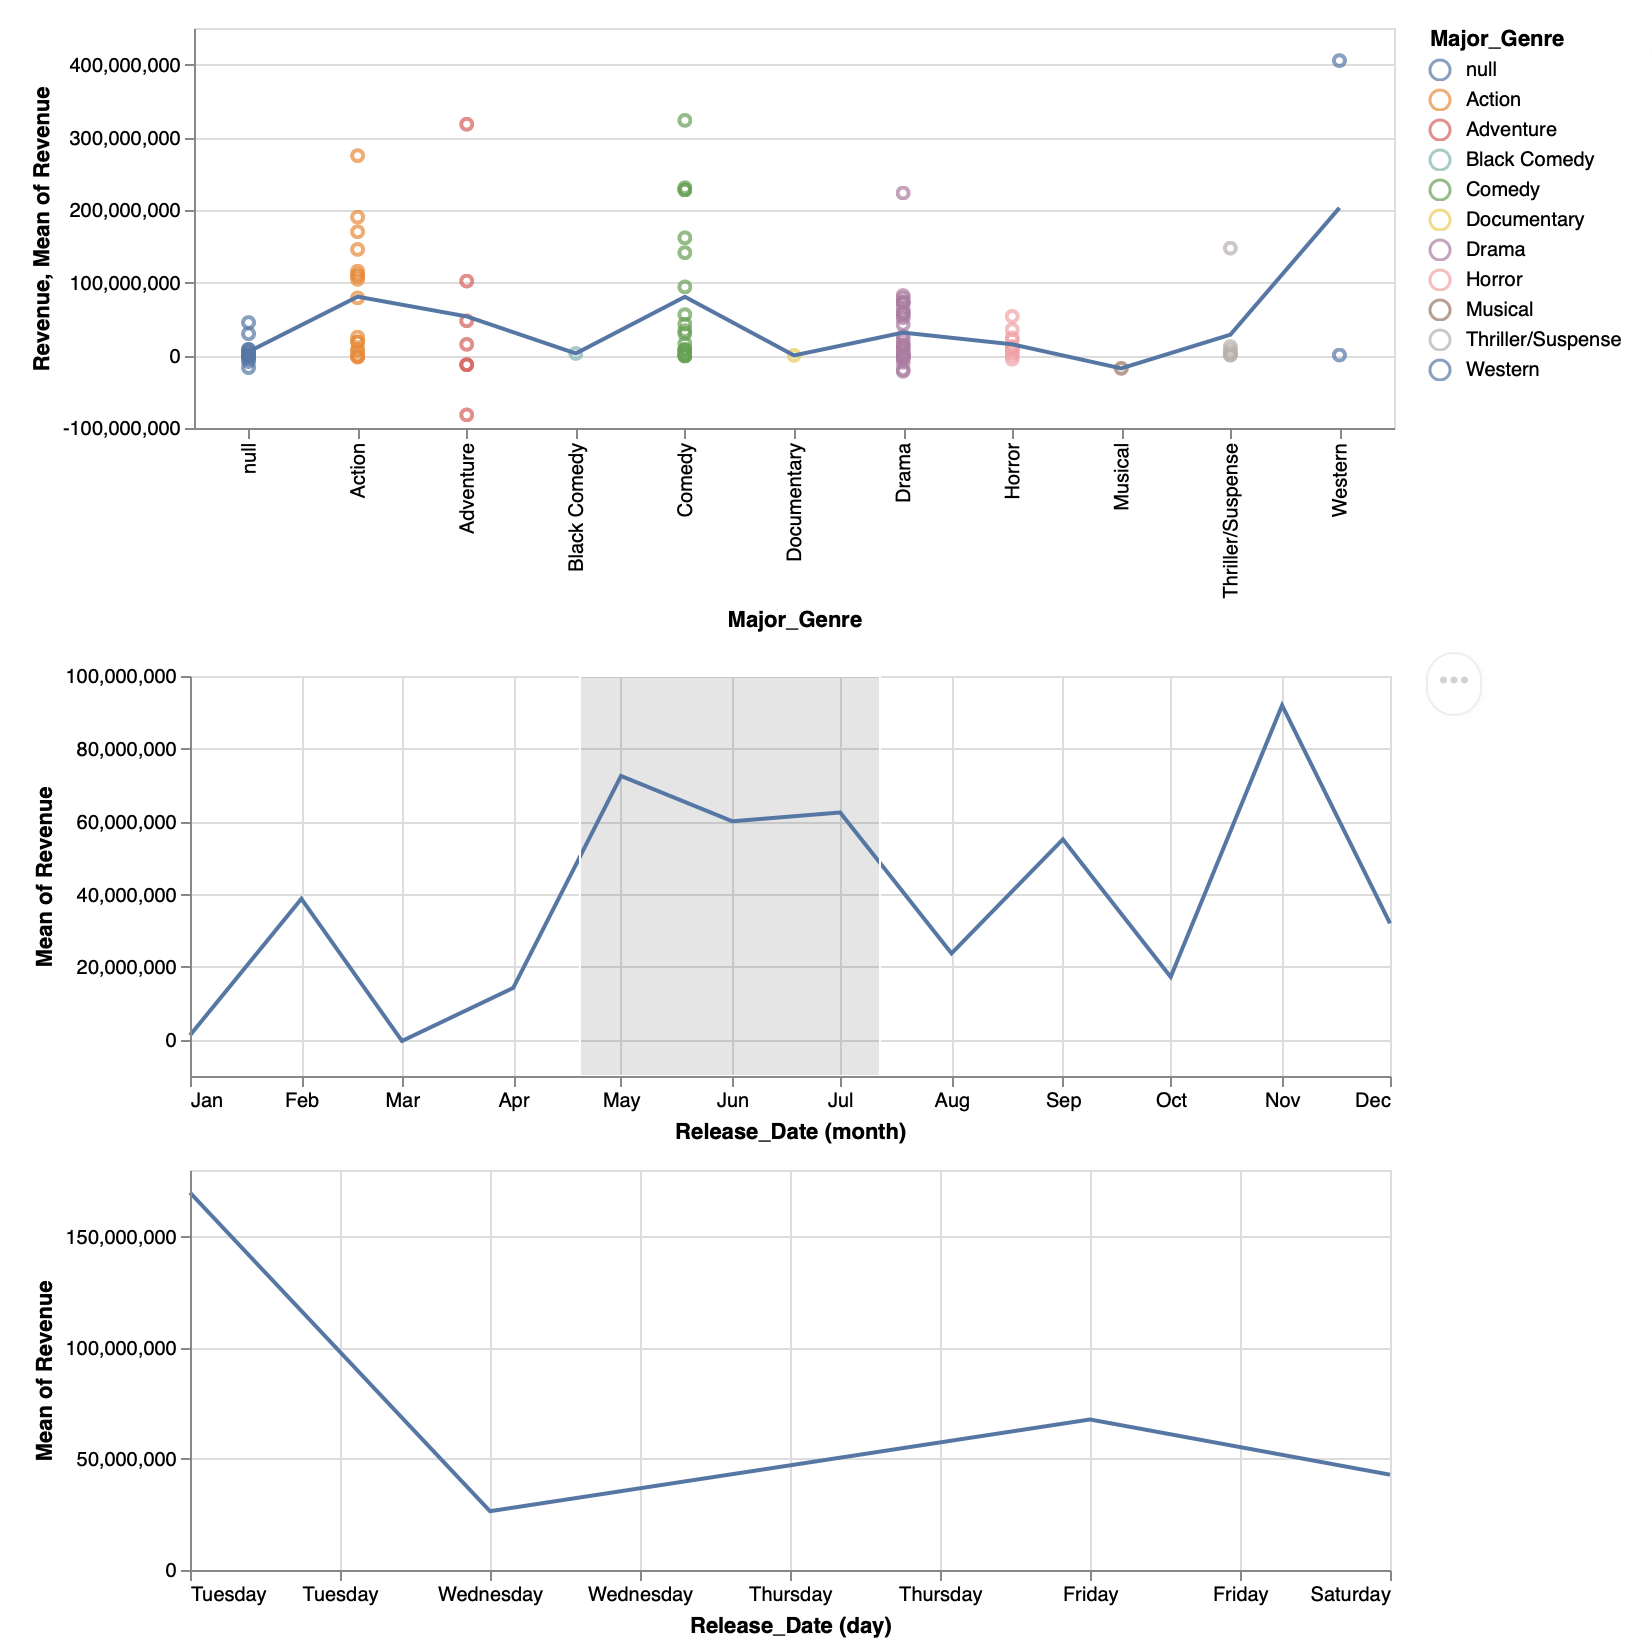 Revenue, Mean of Revenue
400,000,000
300,000,000
200,000,000
100,000,000
0
-100,000,000
null
Action
Adventure
Black Comedy
Comedy
Documentary
Drama
Horror
Musical
Thriller/Suspense
Western
Major_Genre
Major_Genre
null
Action
Adventure
Black Comedy
Comedy
Documentary
Drama
Horror
Musical
Thriller/Suspense
Western
Mean of Revenue
100,000,000
80,000,000
60,000,000
40,000,000
20,000,000
0
Jan Feb Mar Apr May Jun Jul Aug Sep Oct Nov Dec
Release_Date (month)
Mean of Revenue
150,000,000
100,000,000
50,000,000
0
Tuesday Tuesday Wednesday Wednesday Thursday Thursday Friday Friday Saturday
Release_Date (day)